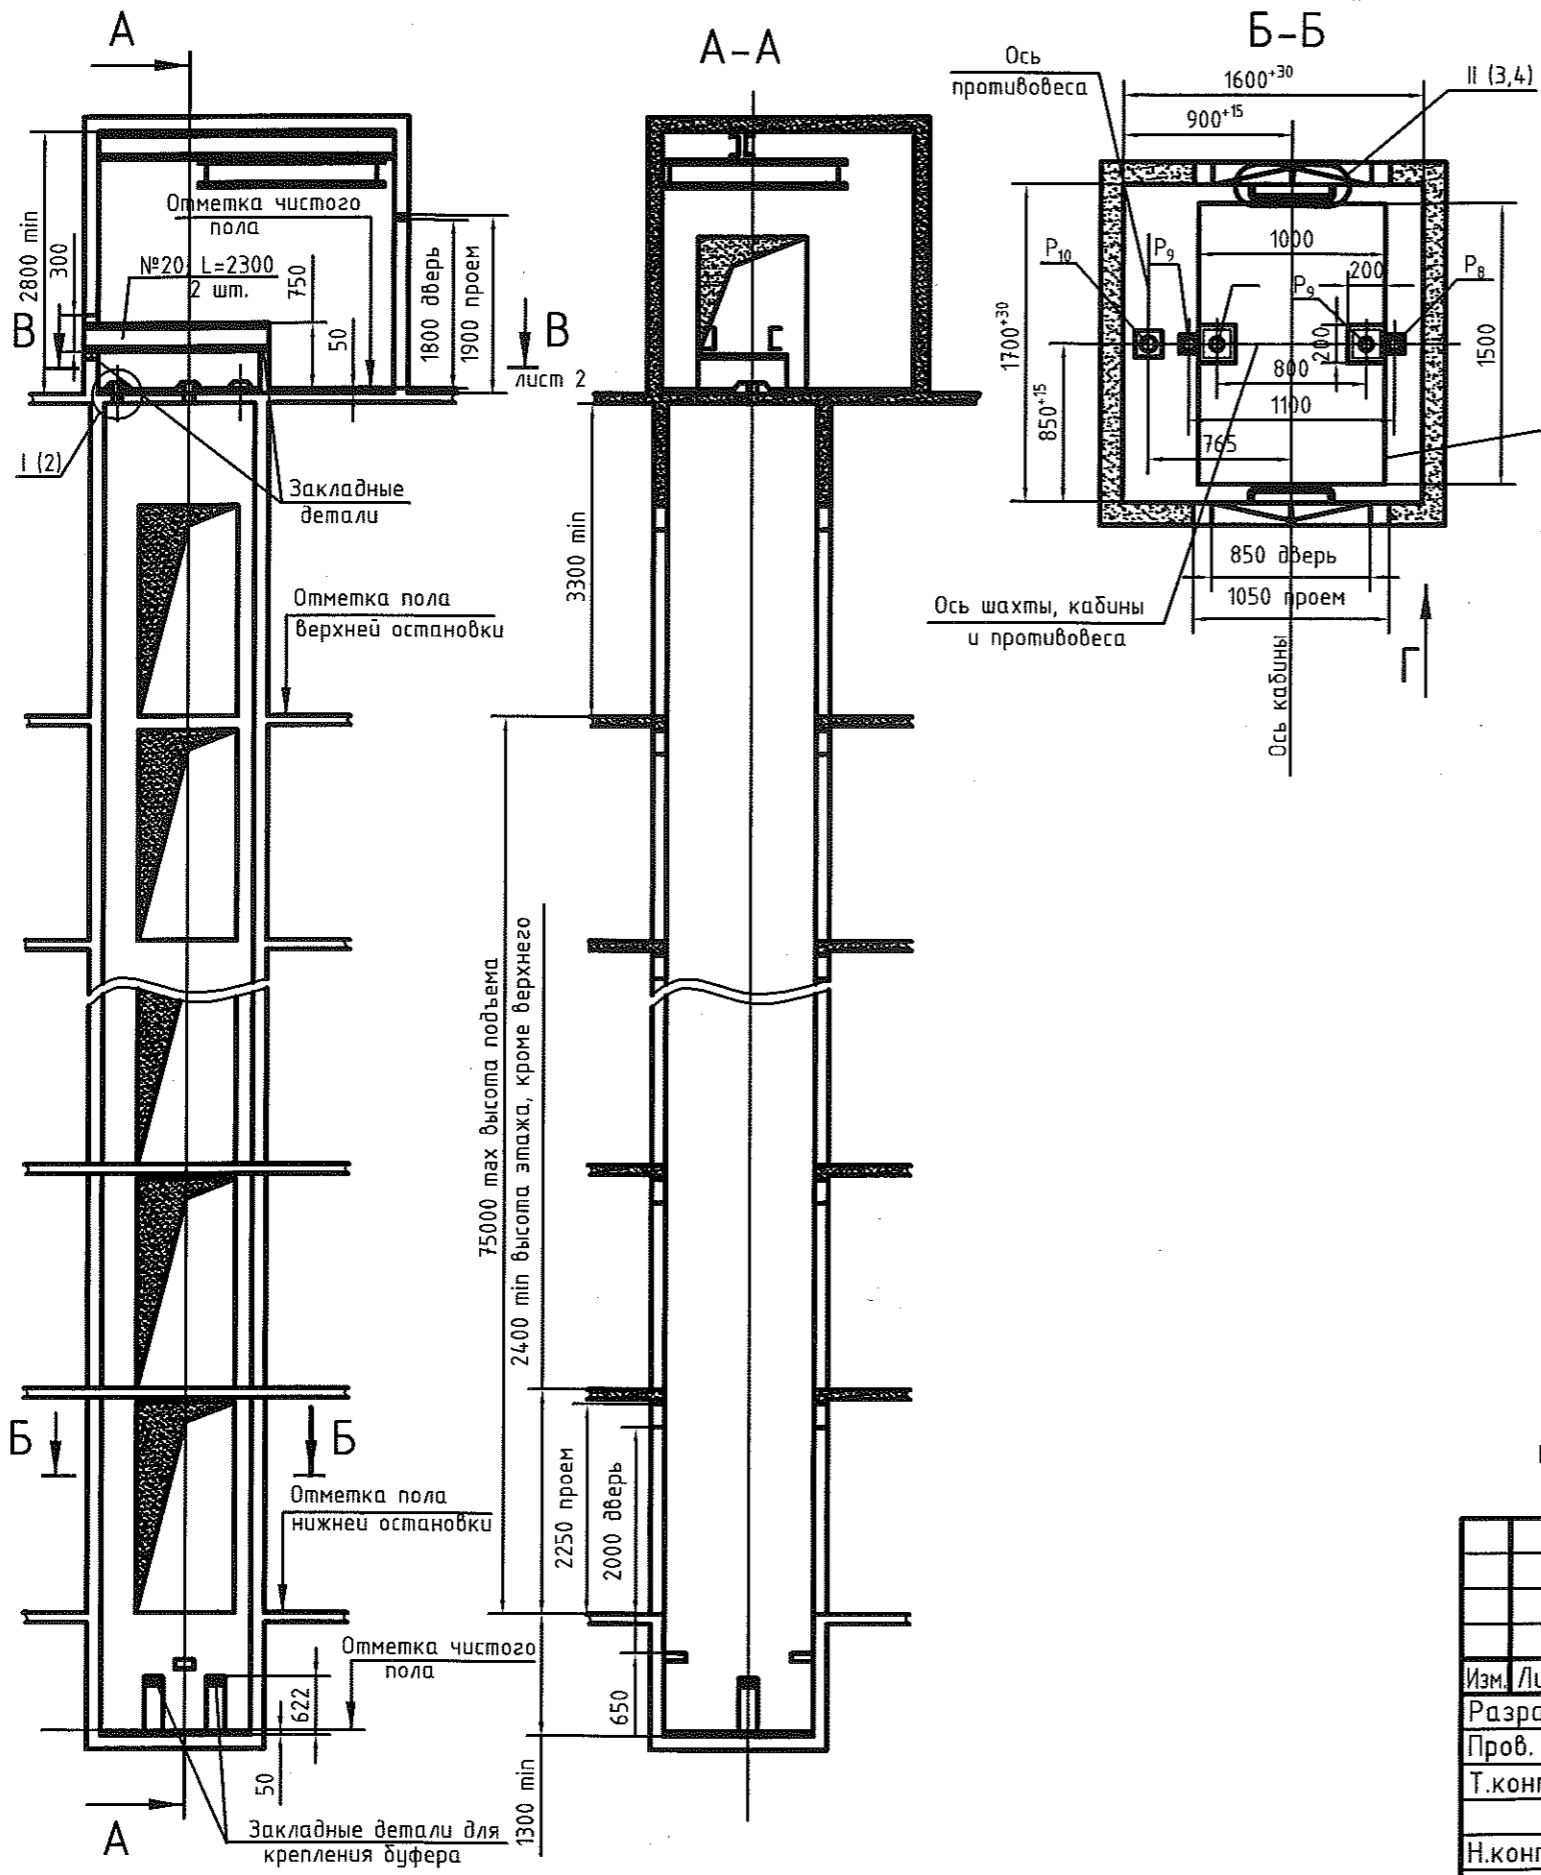 А
А-А
Б-Б
Ось
противовеса
1600+30
900+15
II (3,4)
2800 min
300
Отметка чистого
пола
№20 L=2300
2 шт.
750
50
1800 дверь
1900 проем
В
В
лист 2
I (2)
Закладные
детали
P10
P9
1000
200
P9
P8
200
800
1100
765
1700+30
850+15
1500
850 дверь
1050 проем
Ось шахты, кабины
и противовеса
Ось кабины
Г
3300 min
Отметка пола
верхней остановки
75000 max высота подъема
2400 min высота этажа, кроме верхнего
Б
Б
Отметка пола
нижней остановки
2250 проем
2000 дверь
Отметка чистого
пола
622
50
650
1300 min
А
Закладные детали для
крепления буфера
Изм.
Пров.